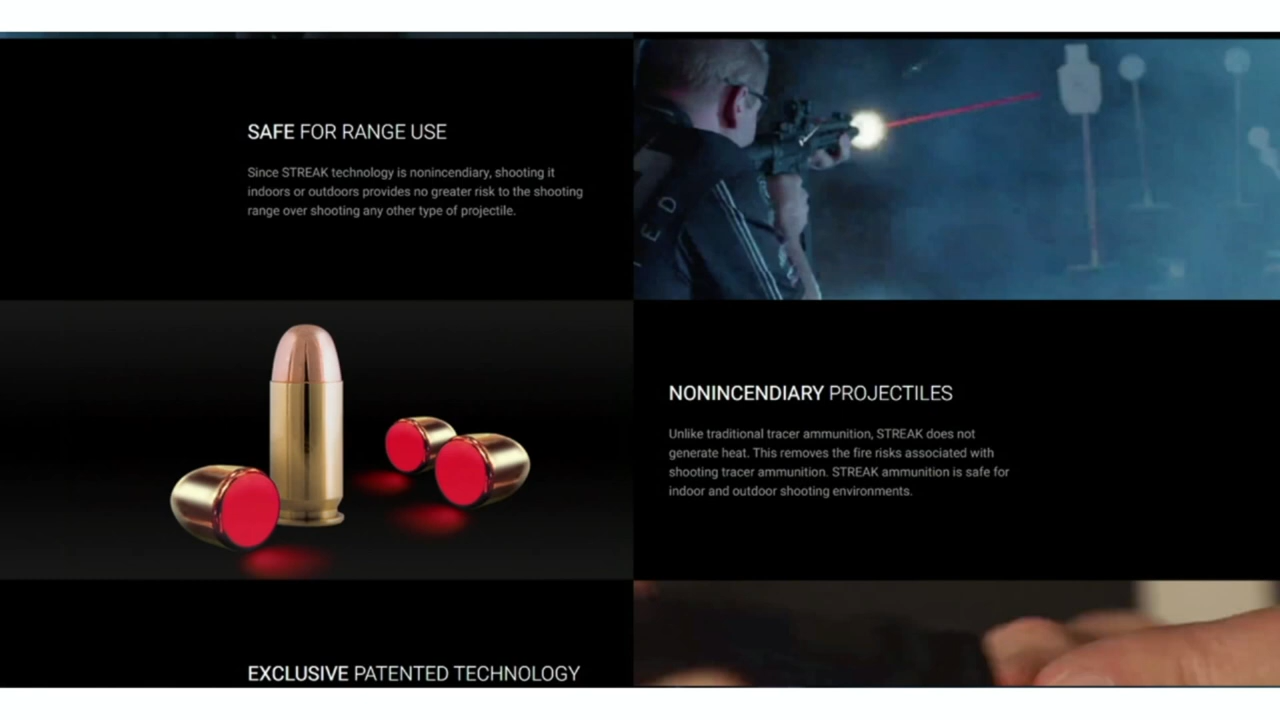 SAFE FOR RANGE USE
Since STREAK technology is nonincendiary, shooting it
indoors or outdoors provides no greater risk to the shooting
range over shooting any other type of projectile.
E D
NONINCENDIARY PROJECTILES
Unlike traditional tracer ammunition, STREAK does not
generate heat. This removes the fire risks associated with
shooting tracer ammunition. STREAK ammunition is safe for
indoor and outdoor shooting environments.
EXCLUSIVE PATENTED TECHNOLOGY